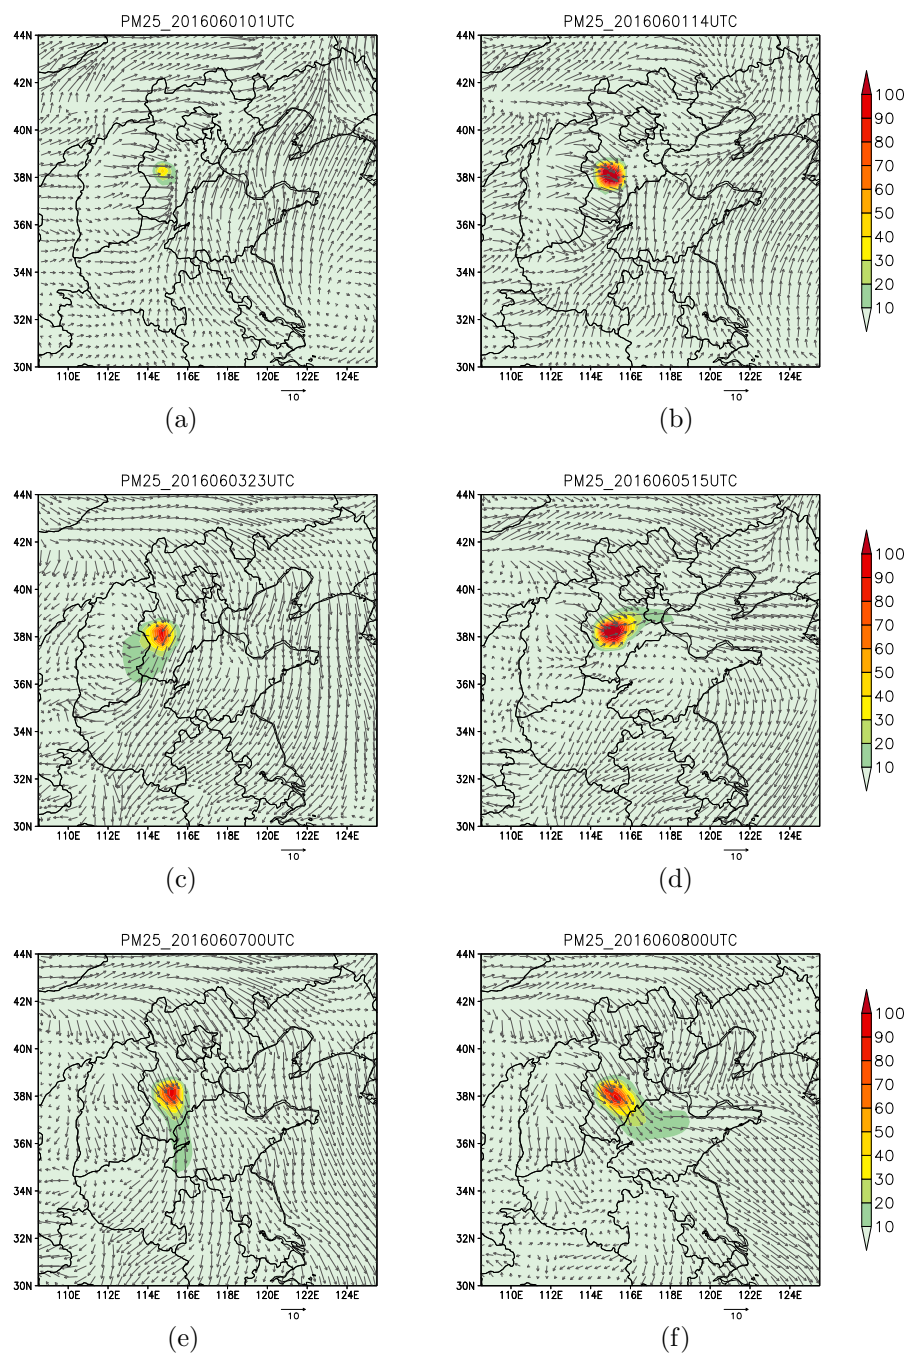 PM25_2016060101UTC
PM25_2016060114UTC
44N
42N
40N
38N
36N
34N
32N
30N
110E 112E 114E 116E 118E 120E 122E 124E
10
44N
42N
40N
38N
36N
34N
32N
30N
110E 112E 114E 116E 118E 120E 122E 124E
10
100
90
80
70
60
50
40
30
20
10
(a)
(b)
PM25_2016060323UTC
PM25_2016060515UTC
44N
42N
40N
38N
36N
34N
32N
30N
110E 112E 114E 116E 118E 120E 122E 124E
10
44N
42N
40N
38N
36N
34N
32N
30N
110E 112E 114E 116E 118E 120E 122E 124E
10
100
90
80
70
60
50
40
30
20
10
(c)
(d)
PM25_2016060700UTC
PM25_2016060800UTC
44N
42N
40N
38N
36N
34N
32N
30N
110E 112E 114E 116E 118E 120E 122E 124E
10
44N
42N
40N
38N
36N
34N
32N
30N
110E 112E 114E 116E 118E 120E 122E 124E
10
100
90
80
70
60
50
40
30
20
10
(e)
(f)